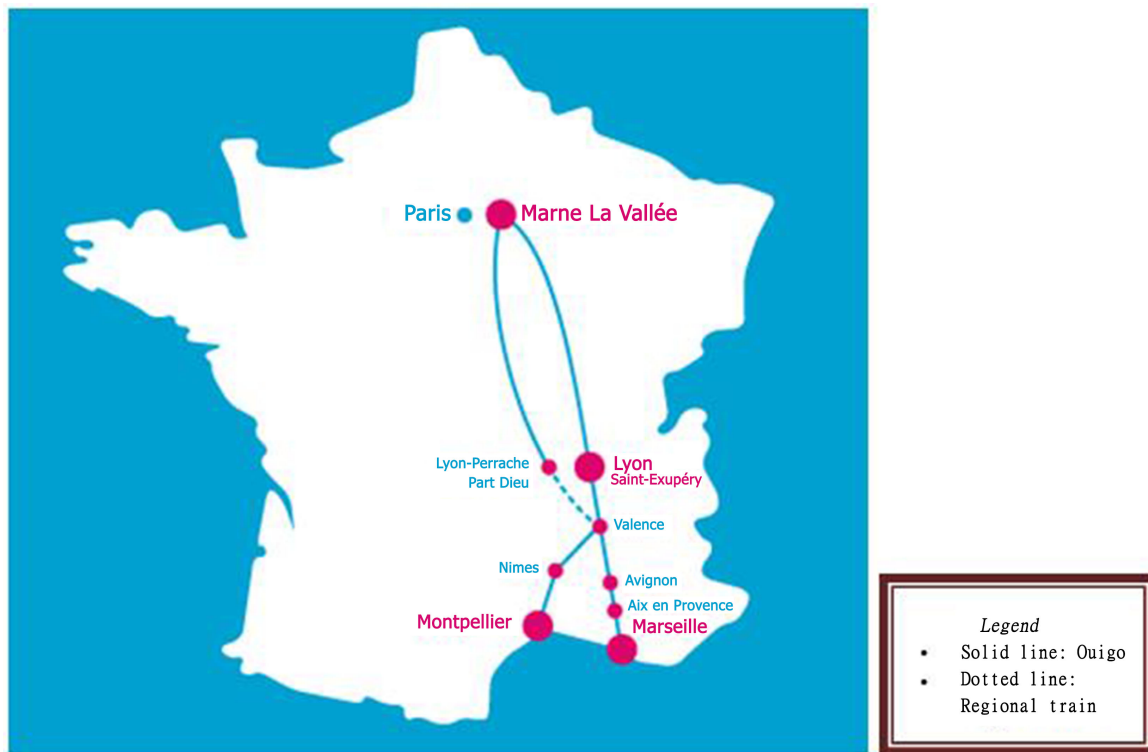 Paris
Marne La Vallée
Lyon-Perrache
Part Dieu
Lyon
Saint-Exupéry
Valence
Nimes
Avignon
Aix en Provence
Montpellier
Marseille
Legend
• Solid line: Ouigo
• Dotted line:
Regional train